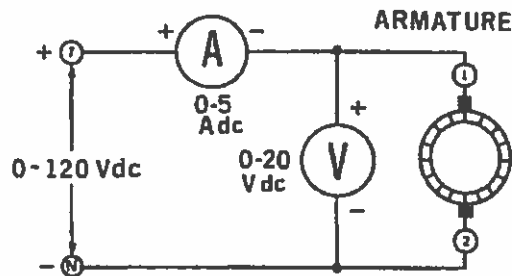 ARMATURE
+ 7 + A -
0-5
Adc
1
+
0-120 Vdc
0-20
Vdc
V
-
2
- N